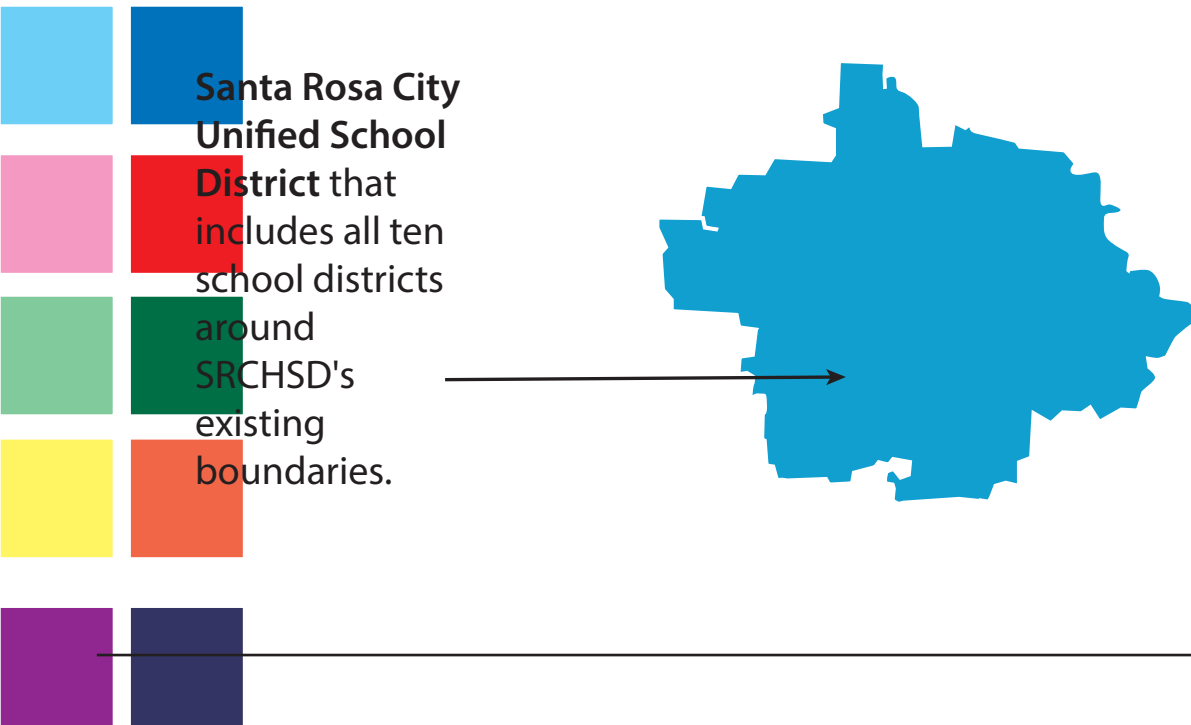 Santa Rosa City
Unified School
District that
includes all ten
school districts
around
SRCHSD's
existing
boundaries.